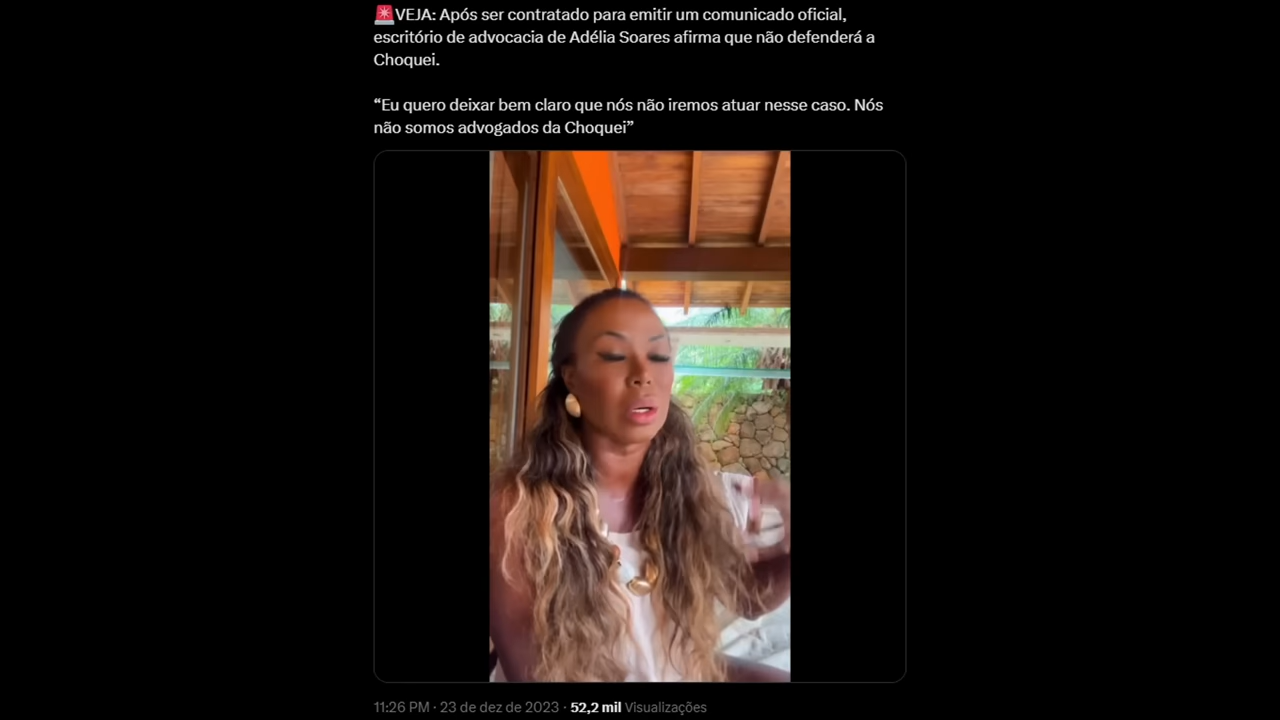 🚨VEJA: Após ser contratado para emitir um comunicado oficial,
escritório de advocacia de Adélia Soares afirma que não defenderá a
Choquei.
“Eu quero deixar bem claro que nós não iremos atuar nesse caso. Nós
não somos advogados da Choquei”
11:26 PM · 23 de dez de 2023 · 52,2 mil Visualizações